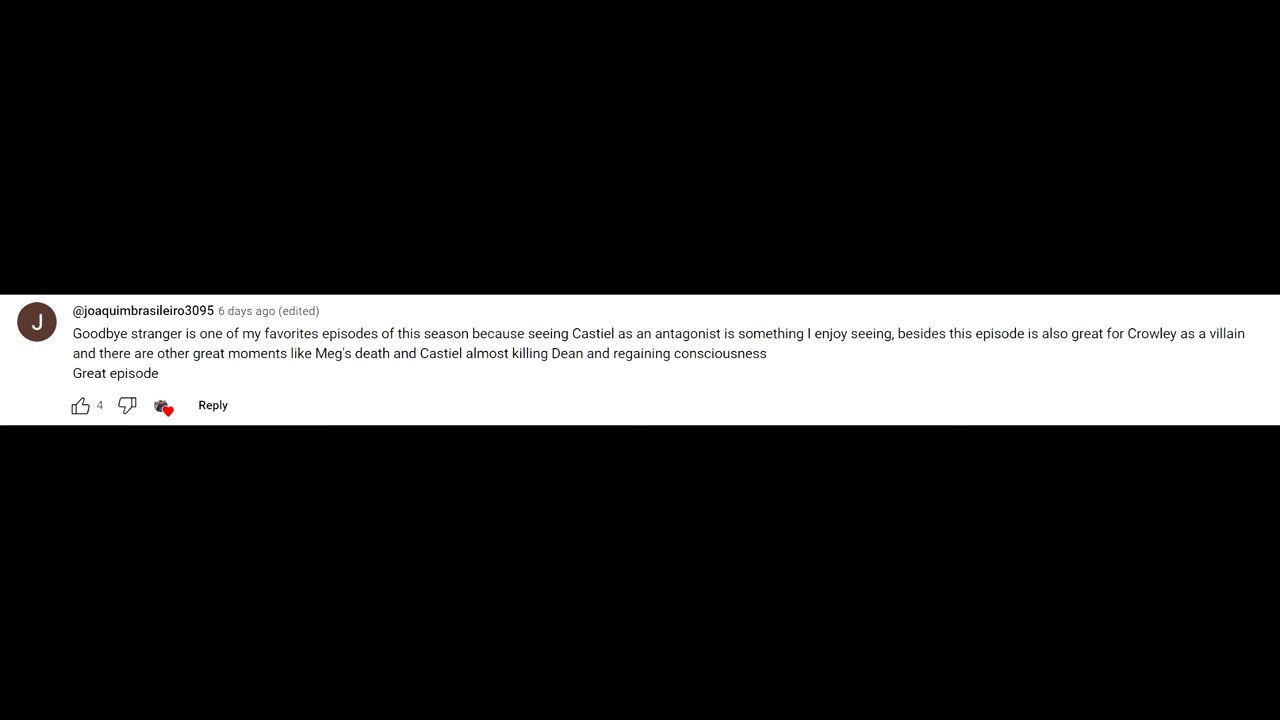 J
@joaquimbrasileiro3095 6 days ago (edited)
Goodbye stranger is one of my favorites episodes of this season because seeing Castiel as an antagonist is something I enjoy seeing, besides this episode is also great for Crowley as a villain
and there are other great moments like Meg's death and Castiel almost killing Dean and regaining consciousness
Great episode
4 Reply